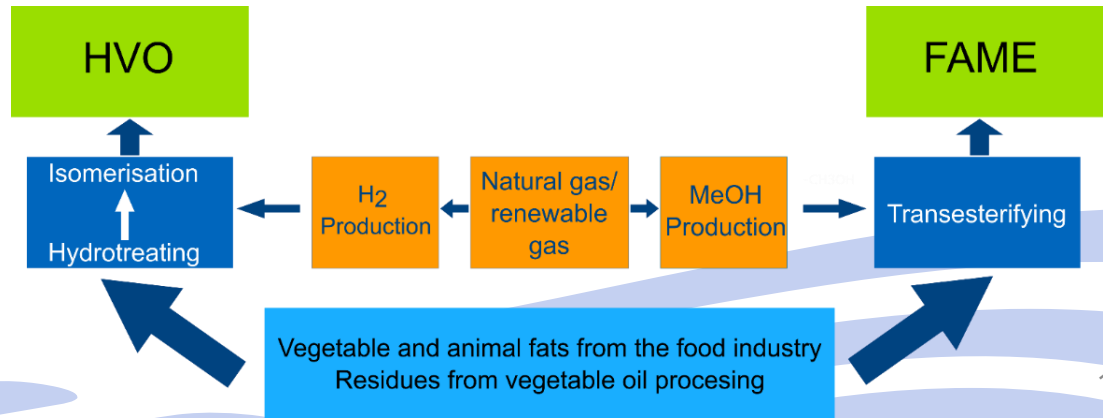 HVO
FAME
Isomerisation
Hydrotreating
H2
Production
Natural gas/
renewable
gas
MeOH
Production
Transesterifying
Vegetable and animal fats from the food industry
Residues from vegetable oil procesing